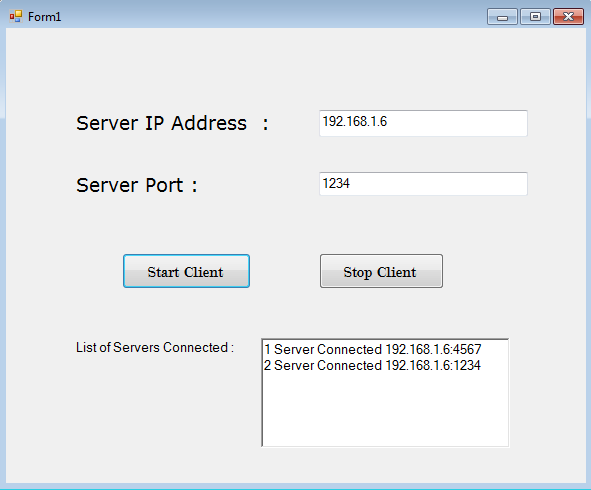 Form1
Server IP Address  :
192.168.1.6
Server Port :
1234
Start Client
Stop Client
List of Servers Connected :
1 Server Connected 192.168.1.6:4567
2 Server Connected 192.168.1.6:1234